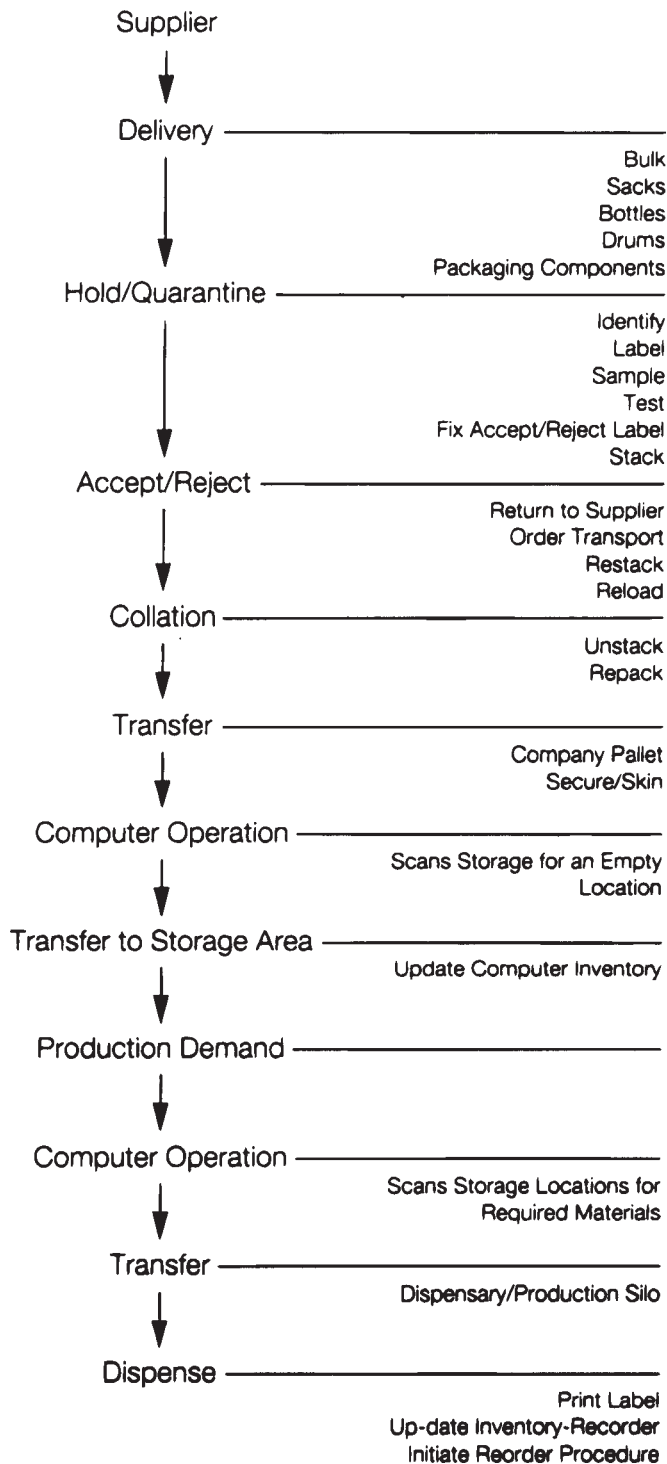 Supplier
Delivery
Bulk
Sacks
Bottles
Drums
Packaging Components
Hold/Quarantine
Identify
Label
Sample
Test
Fix Accept/Reject Label
Stack
Accept/Reject
Return to Supplier
Order Transport
Restack
Reload
Collation
Unstack
Repack
Transfer
Company Pallet
Secure/Skin
Computer Operation
Scans Storage for an Empty
Location
Transfer to Storage Area
Update Computer Inventory
Production Demand
Computer Operation
Scans Storage Locations for
Required Materials
Transfer
Dispensary/Production Silo
Dispense
Print Label
Up-date Inventory-Recorder
Initiate Reorder Procedure